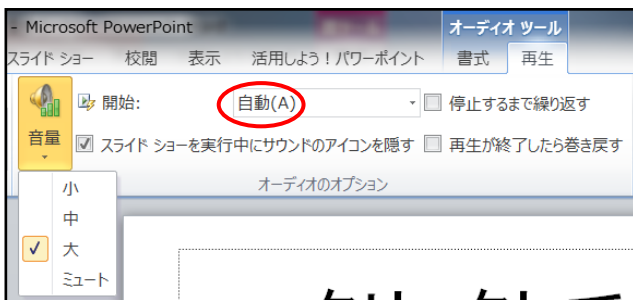 - Microsoft PowerPoint
オーディオ ツール
スライド ショー 校閲 表示 活用しよう！パワーポイント 書式 再生
開始: 自動(A) 停止するまで繰り返す
音量 スライド ショーを実行中にサウンドのアイコンを隠す 再生が終了したら巻き戻す
オーディオのオプション
小
中
大
ミュート